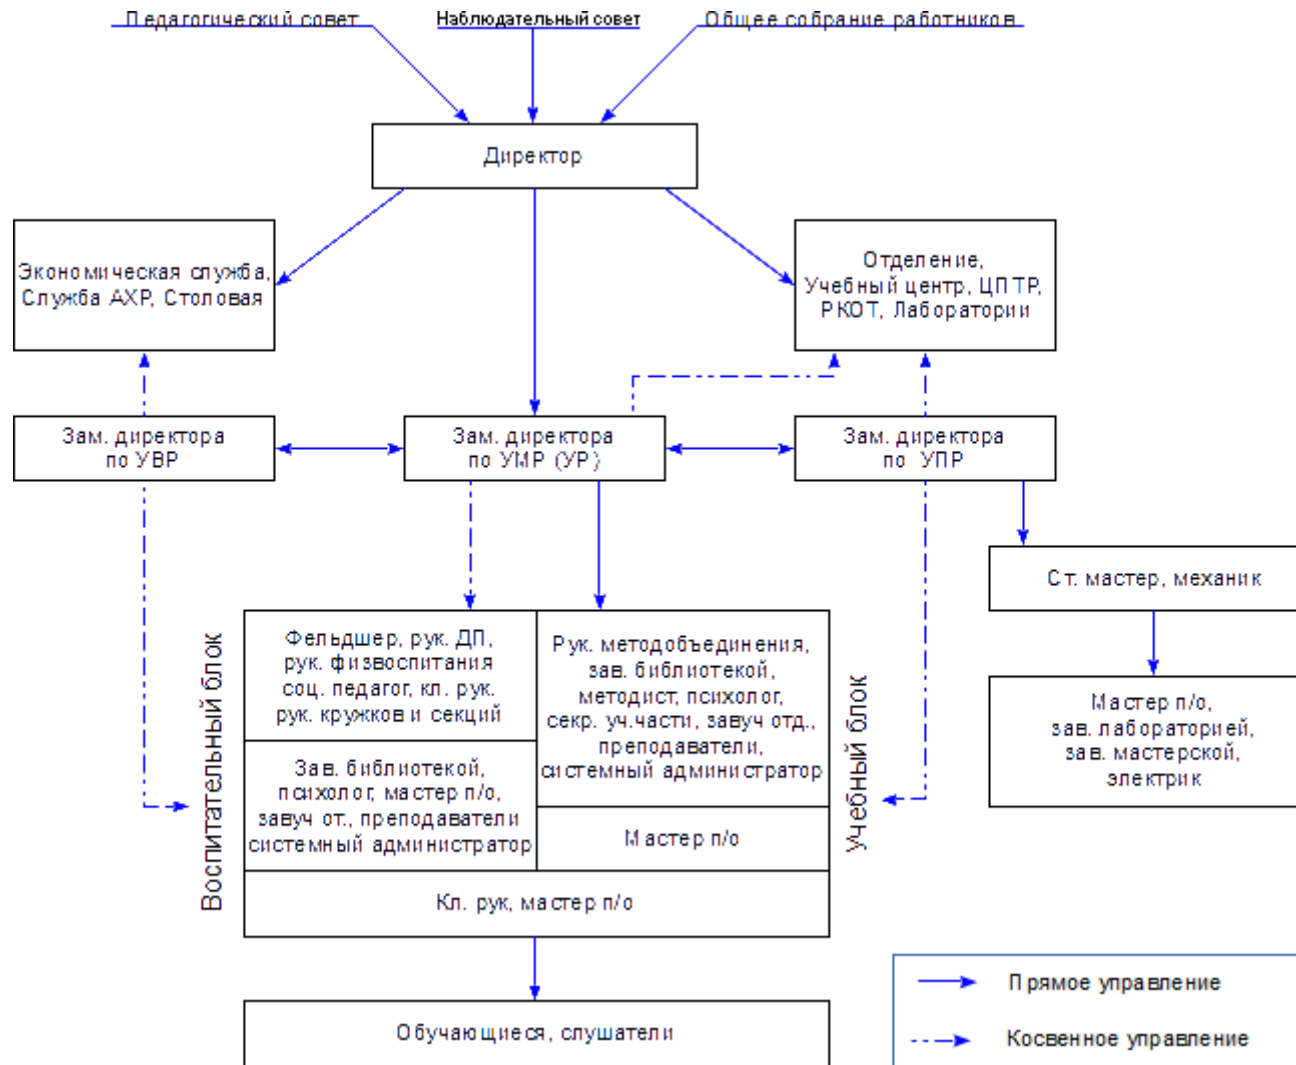 Педагогический совет
Наблюдательный совет
Общее собрание работников
Директор
Экономическая служба,
Служба АХР, Столовая
Отделение,
Учебный центр, ЦПТР,
РКОТ, Лаборатории
Зам. директора
по УВР
Зам. директора
по УМР (УР)
Зам. директора
по УПР
Ст. мастер, механик
Воспитательный блок
Фельдшер, рук. ДП,
рук. физвоспитания
соц. педагог, кл. рук.
рук. кружков и секций
Рук. методобъединения,
зав. библиотекой,
методист, психолог,
секр. уч.части, завуч отд.,
преподаватели,
системный администратор
Учебный блок
Мастер п/о,
зав. лабораторией,
зав. мастерской,
электрик
Зав. библиотекой,
психолог, мастер п/о,
завуч от., преподаватели
системный администратор
Мастер п/о
Кл. рук, мастер п/о
Обучающиеся, слушатели
Прямое управление
Косвенное управление